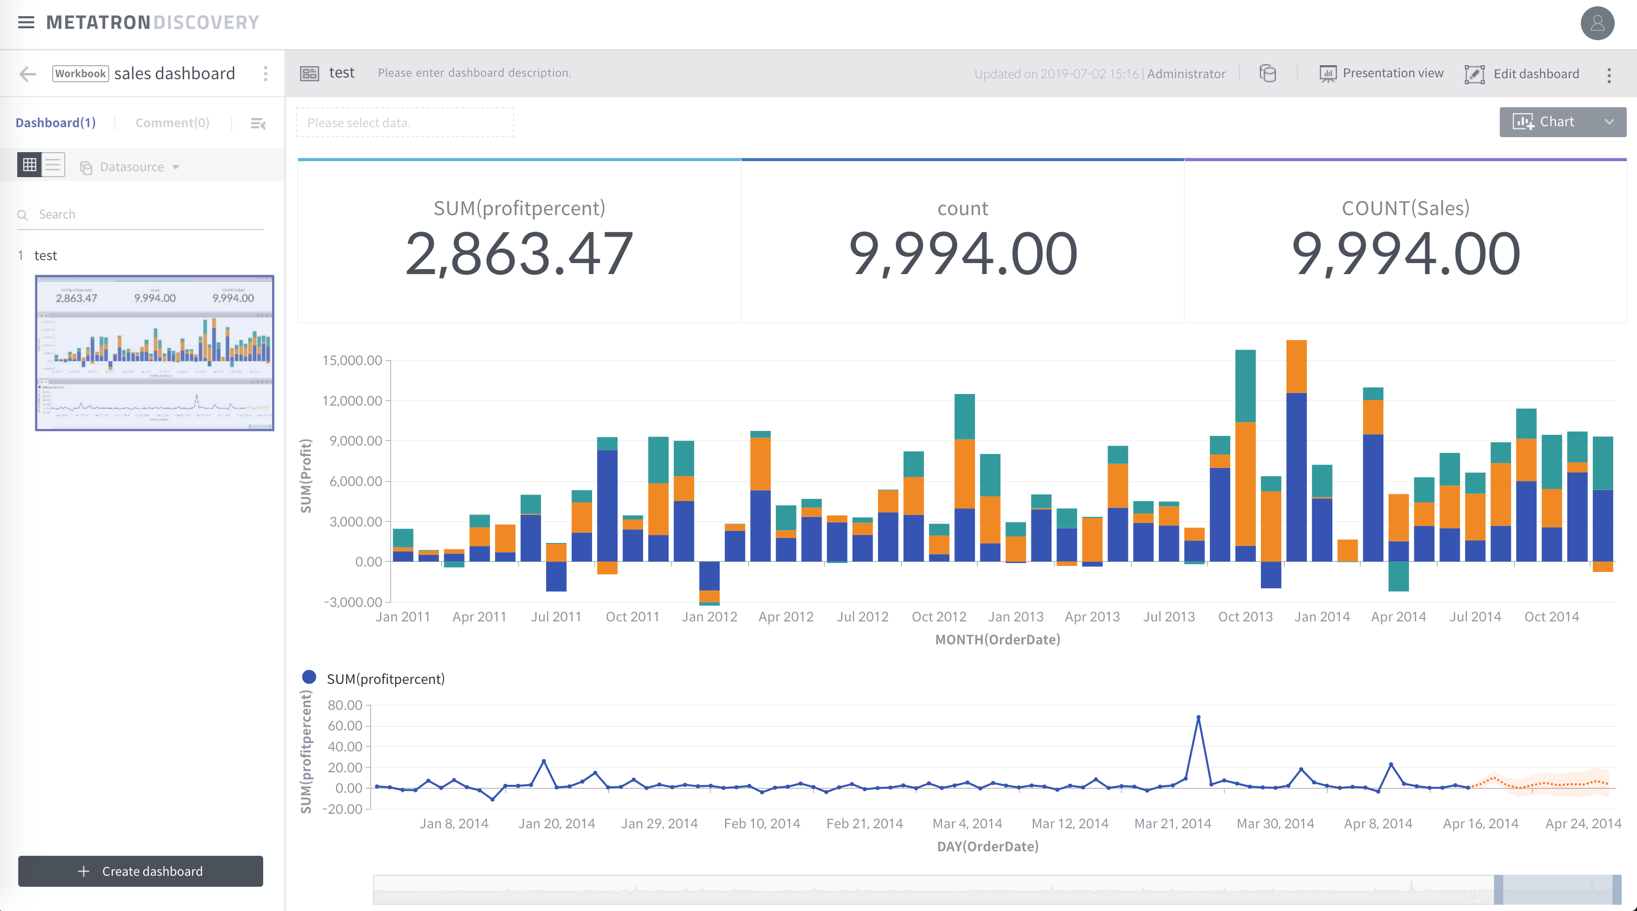 METATRON DISCOVERY
Workbook sales dashboard
test Please enter dashboard description. Updated on 2019-07-02 15:16 | Administrator Presentation view Edit dashboard
Dashboard(1) Comment(0)
Please select data.
Chart
Datasource
Search
1 test
SUM(profitpercent) count COUNT(Sales)
2,863.47 9,994.00 9,994.00
2,863.47 9,994.00 9,994.00
SUM(Profit)
15,000.00
12,000.00
9,000.00
6,000.00
3,000.00
0.00
-3,000.00
Jan 2011 Apr 2011 Jul 2011 Oct 2011 Jan 2012 Apr 2012 Jul 2012 Oct 2012 Jan 2013 Apr 2013 Jul 2013 Oct 2013 Jan 2014 Apr 2014 Jul 2014 Oct 2014
MONTH(OrderDate)
SUM(profitpercent)
SUM(profitpercent)
80.00
60.00
40.00
20.00
0.00
-20.00
Jan 8, 2014 Jan 20, 2014 Jan 29, 2014 Feb 10, 2014 Feb 21, 2014 Mar 4, 2014 Mar 12, 2014 Mar 21, 2014 Mar 30, 2014 Apr 8, 2014 Apr 16, 2014 Apr 24, 2014
DAY(OrderDate)
+ Create dashboard